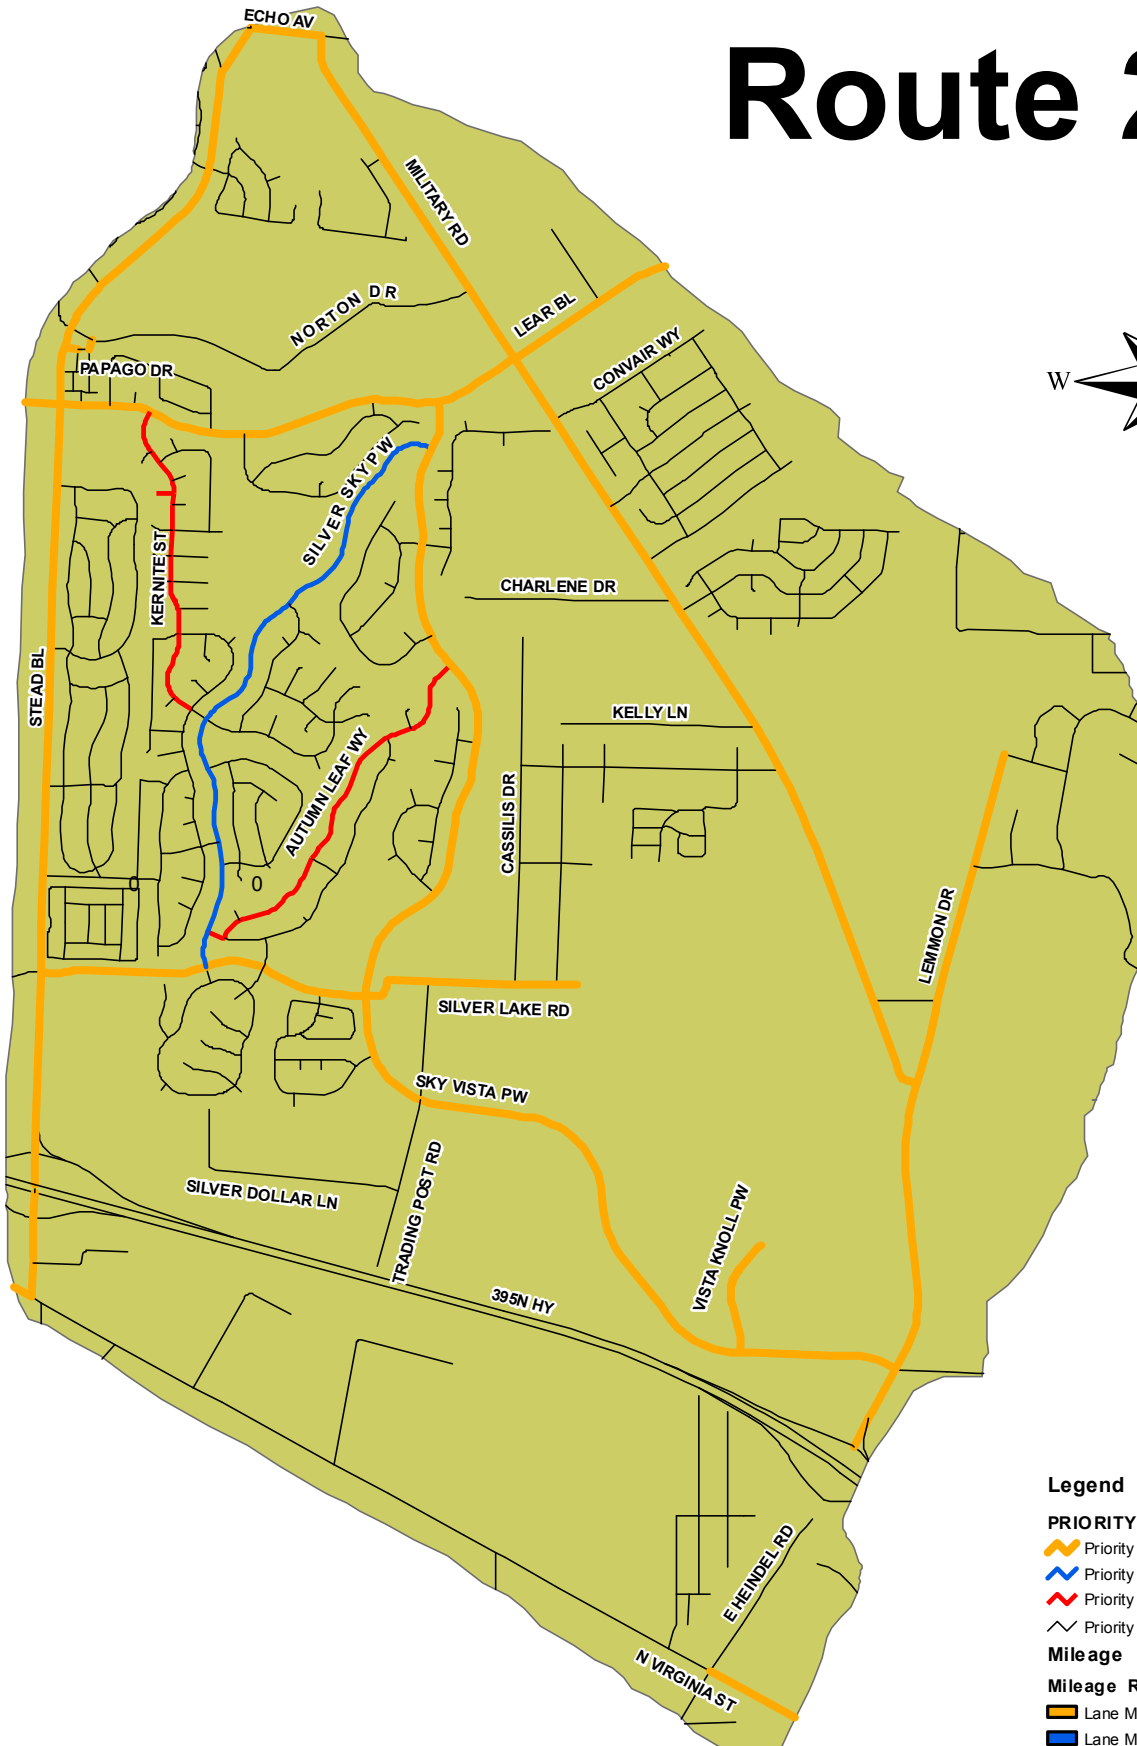 ECHO AV
Route 2
MILITARY RD
NORTON DR
LEAR BL
CONVAIR WY
PAPAGO DR
W
SILVER SKY PW
KERNITE ST
CHARLENE DR
STEAD BL
KELLY LN
AUTUMN LEAF WY
CASSILIS DR
0
0
LEMMON DR
SILVER LAKE RD
SKY VISTA PW
TRADING POST RD
SILVER DOLLAR LN
VISTA KNOLL PW
395N HY
Legend
PRIORITY
Priority
Priority
Priority
Priority
E HEINDEL RD
Mileage
N VIRGINIA ST
Mileage R
Lane M
Lane M